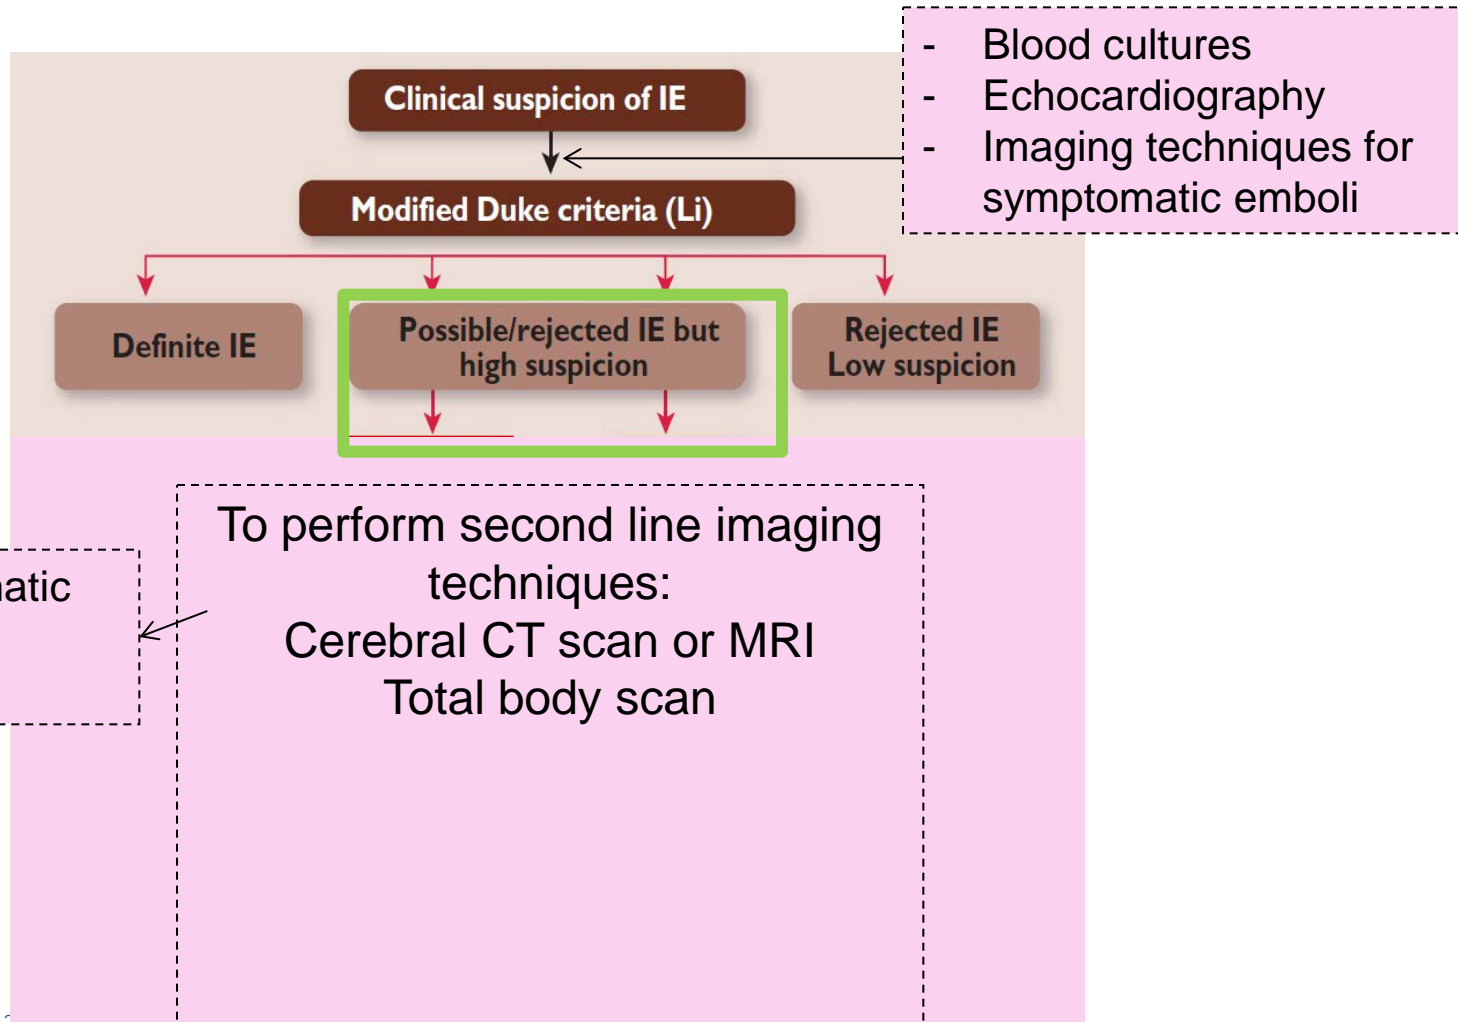 - Blood cultures
- Echocardiography
- Imaging techniques for
symptomatic emboli
Clinical suspicion of IE
Modified Duke criteria (Li)
Definite IE
Possible/rejected IE but
high suspicion
Rejected IE
Low suspicion
To perform second line imaging
techniques:
Cerebral CT scan or MRI
Total body scan